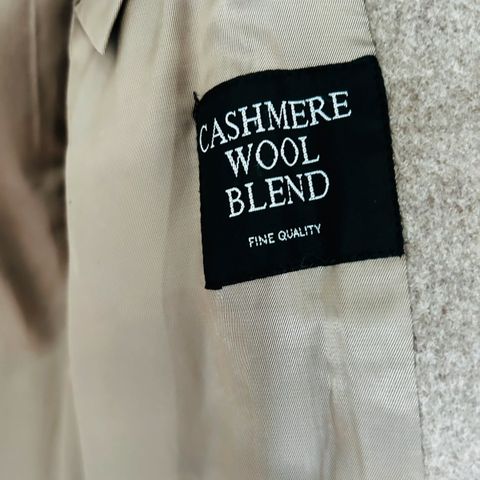 CASHMERE
WOOL
BLEND
FINE QUALITY